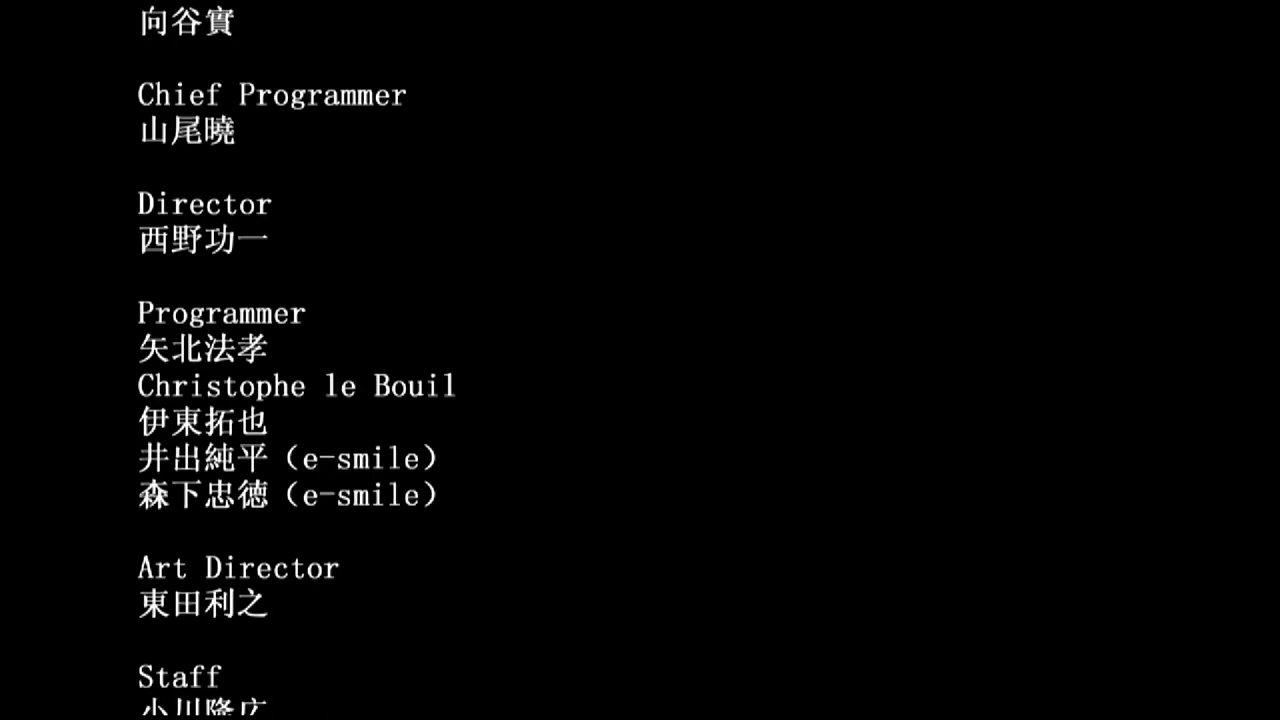 向谷實
Chief Programmer
山尾曉
Director
西野功一
Programmer
矢北法孝
Christophe le Bouil
伊東拓也
井出純平（e-smile）
森下忠徳（e-smile）
Art Director
東田利之
Staff